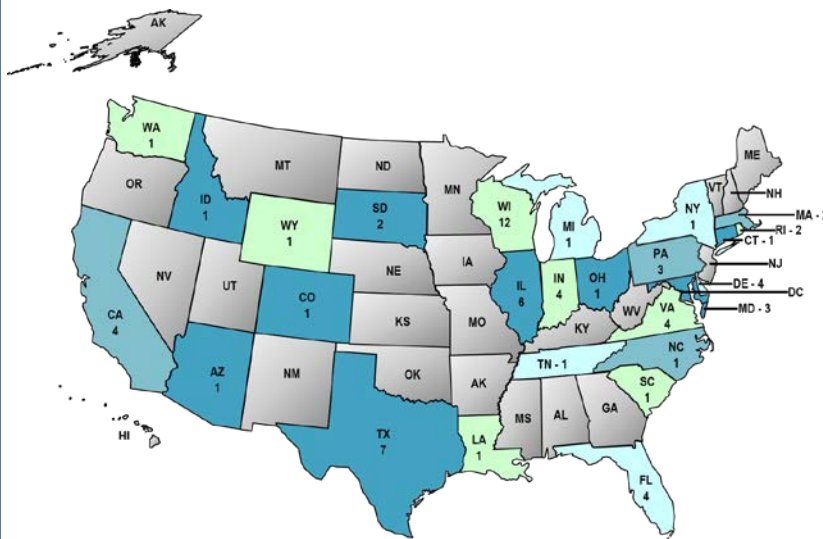 AK
WA
1
MT
ND
MN
ME
VT
NH
OR
ID
1
SD
2
WI
12
MI
1
NY
1
MA -
RI - 2
CT - 1
WY
1
IA
NE
PA
3
NJ
NV
UT
CO
1
IL
6
IN
4
OH
1
DE - 4
DC
WV
VA
4
MD - 3
CA
4
KS
MO
KY
NC
1
TN - 1
AZ
1
NM
OK
AK
SC
1
MS
AL
GA
HI
TX
7
LA
1
FL
4